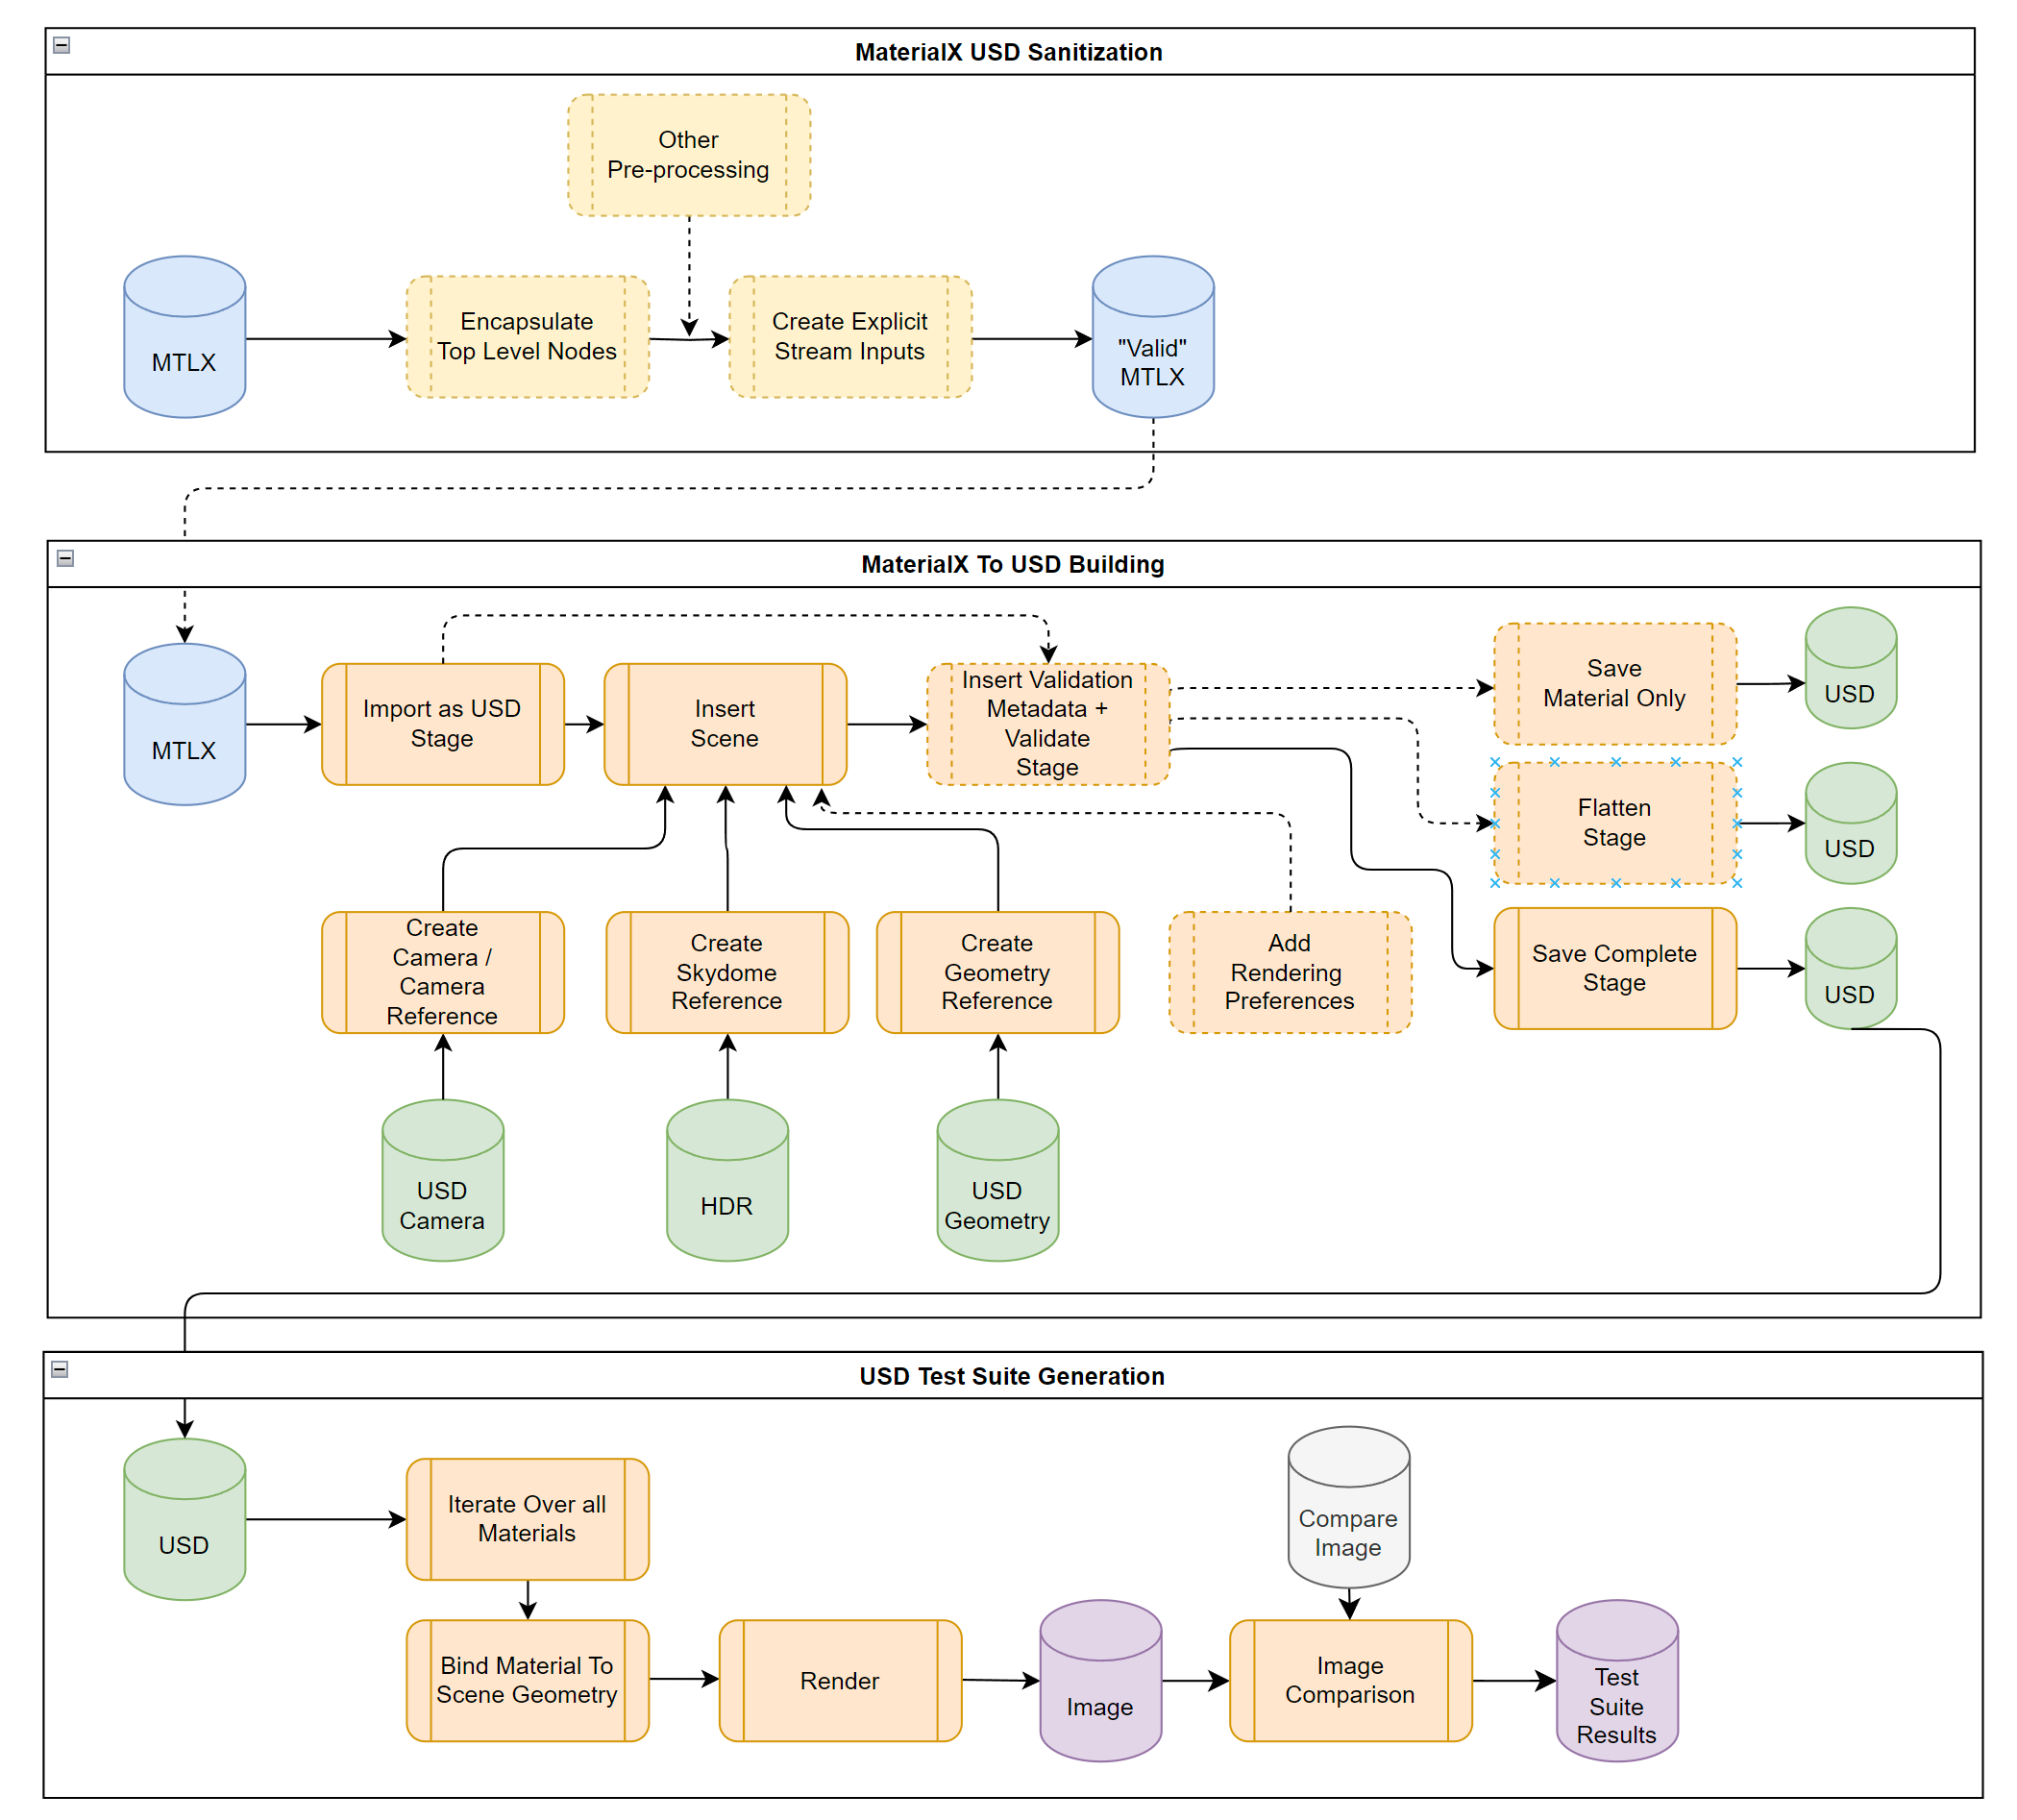 MaterialX USD Sanitization
Other
Pre-processing
MTLX
Encapsulate
Top Level Nodes
Create Explicit
Stream Inputs
"Valid"
MTLX
MaterialX To USD Building
MTLX
Import as USD
Stage
Insert
Scene
Insert Validation
Metadata +
Validate
Stage
Save
Material Only
USD
Flatten
Stage
USD
Create
Camera /
Camera
Reference
Create
Skydome
Reference
Create
Geometry
Reference
Add
Rendering
Preferences
Save Complete
Stage
USD
USD
Camera
HDR
USD
Geometry
USD Test Suite Generation
USD
Iterate Over all
Materials
Compare
Image
Bind Material To
Scene Geometry
Render
Image
Image
Comparison
Test
Suite
Results